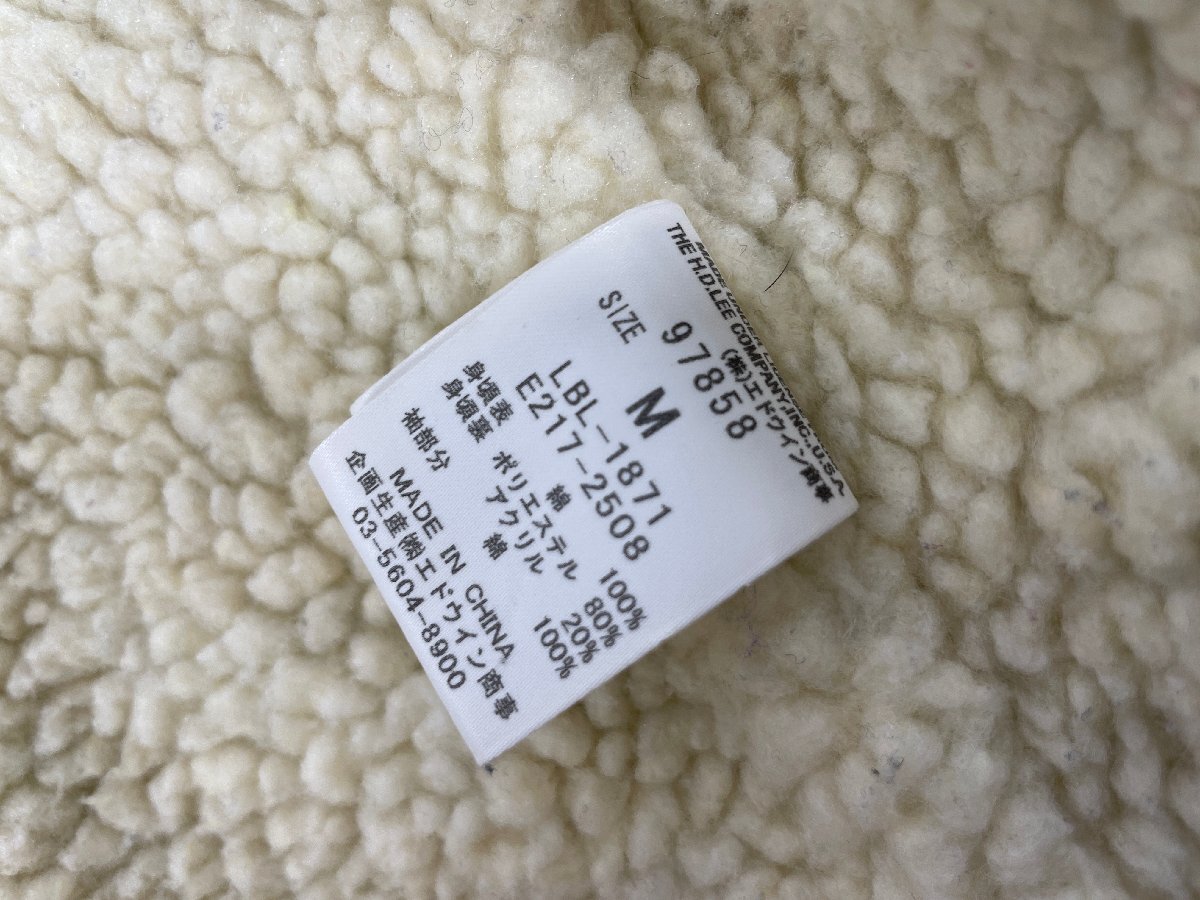 THE H.D.LEE COMPANY,INC.,U.S.A
(株)エドウイン商事
97858
SIZE M
LBL-1871
E217-2508
身頃表 綿 100%
身頃裏 ポリエステル 80%
アクリル 20%
袖部分 綿 100%
MADE IN CHINA
企画生産㈱エドウイン商事
03-5604-8900